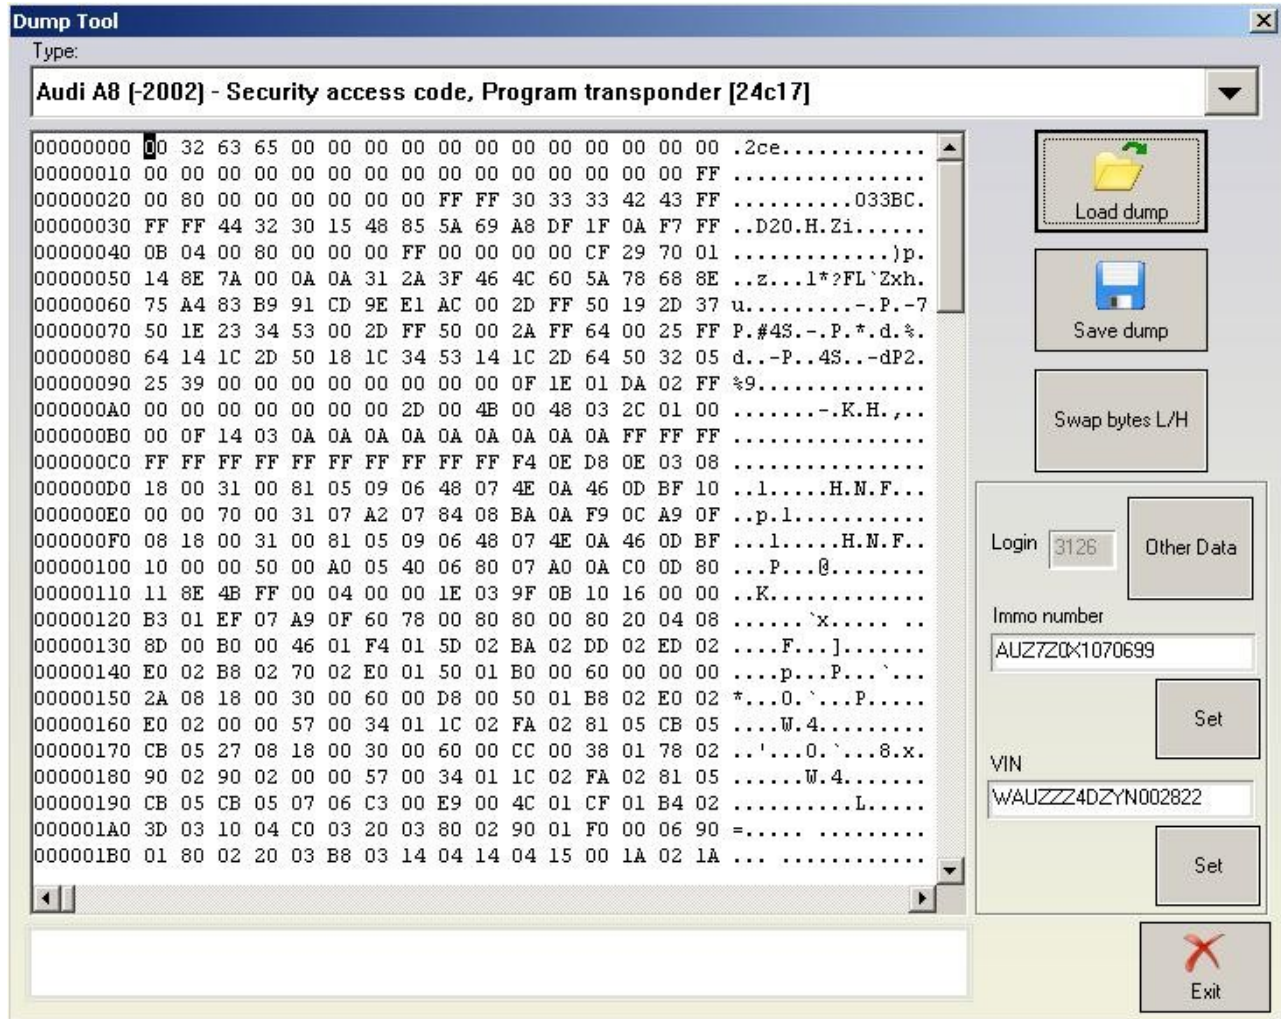 Dump Tool
Type:
Audi A8 (-2002) - Security access code, Program transponder [24c17]
00000000 00 32 63 65 00 00 00 00 00 00 00 00 00 00 00 00 .2ce............
00000010 00 00 00 00 00 00 00 00 00 00 00 00 00 00 00 FF ................
00000020 00 80 00 00 00 00 00 00 FF FF 30 33 33 42 43 FF ..........033BC.
00000030 FF FF 44 32 30 15 48 85 5A 69 A8 DF 1F 0A F7 FF ..D20.H.Zi......
00000040 0B 04 00 80 00 00 00 FF 00 00 00 00 CF 29 70 01 .............)p.
00000050 14 8E 7A 00 0A 0A 31 2A 3F 46 4C 60 5A 78 68 8E ..z...1*?FL`Zxh.
00000060 75 A4 83 B9 91 CD 9E E1 AC 00 2D FF 50 19 2D 37 u.........-.P.-7
00000070 50 1E 23 34 53 00 2D FF 50 00 2A FF 64 00 25 FF P.#4S.-.P.*.d.%.
00000080 64 14 1C 2D 50 18 1C 34 53 14 1C 2D 64 50 32 05 d..-P..4S..-dP2.
00000090 25 39 00 00 00 00 00 00 00 00 0F 1E 01 DA 02 FF %9..............
000000A0 00 00 00 00 00 00 00 2D 00 4B 00 48 03 2C 01 00 .......-.K.H.,..
000000B0 00 0F 14 03 0A 0A 0A 0A 0A 0A 0A 0A 0A FF FF FF ................
000000C0 FF FF FF FF FF FF FF FF FF FF F4 0E D8 0E 03 08 ................
000000D0 18 00 31 00 81 05 09 06 48 07 4E 0A 46 0D BF 10 ..1.....H.N.F...
000000E0 00 00 70 00 31 07 A2 07 84 08 BA 0A F9 0C A9 0F ..p.1...........
000000F0 08 18 00 31 00 81 05 09 06 48 07 4E 0A 46 0D BF ...1.....H.N.F..
00000100 10 00 00 50 00 A0 05 40 06 80 07 A0 0A C0 0D 80 ...P...@........
00000110 11 8E 4B FF 00 04 00 00 1E 03 9F 0B 10 16 00 00 ..K.............
00000120 B3 01 EF 07 A9 0F 60 78 00 80 80 00 80 20 04 08 ......`x..... ..
00000130 8D 00 B0 00 46 01 F4 01 5D 02 BA 02 DD 02 ED 02 ....F...].......
00000140 E0 02 B8 02 70 02 E0 01 50 01 B0 00 60 00 00 00 ....p...P...`...
00000150 2A 08 18 00 30 00 60 00 D8 00 50 01 B8 02 E0 02 *...0.`...P.....
00000160 E0 02 00 00 57 00 34 01 1C 02 FA 02 81 05 CB 05 ....W.4.........
00000170 CB 05 27 08 18 00 30 00 60 00 CC 00 38 01 78 02 ..'...0.`...8.x.
00000180 90 02 90 02 00 00 57 00 34 01 1C 02 FA 02 81 05 ......W.4.......
00000190 CB 05 CB 05 07 06 C3 00 E9 00 4C 01 CF 01 B4 02 ..........L.....
000001A0 3D 03 10 04 C0 03 20 03 80 02 90 01 F0 00 06 90 =..... .........
000001B0 01 80 02 20 03 B8 03 14 04 14 04 15 00 1A 02 1A ... ............
Load dump
Save dump
Swap bytes L/H
Login 3126
Other Data
Immo number
AUZ7Z0X1070699
Set
VIN
WAUZZZ4DZYN002822
Set
Exit